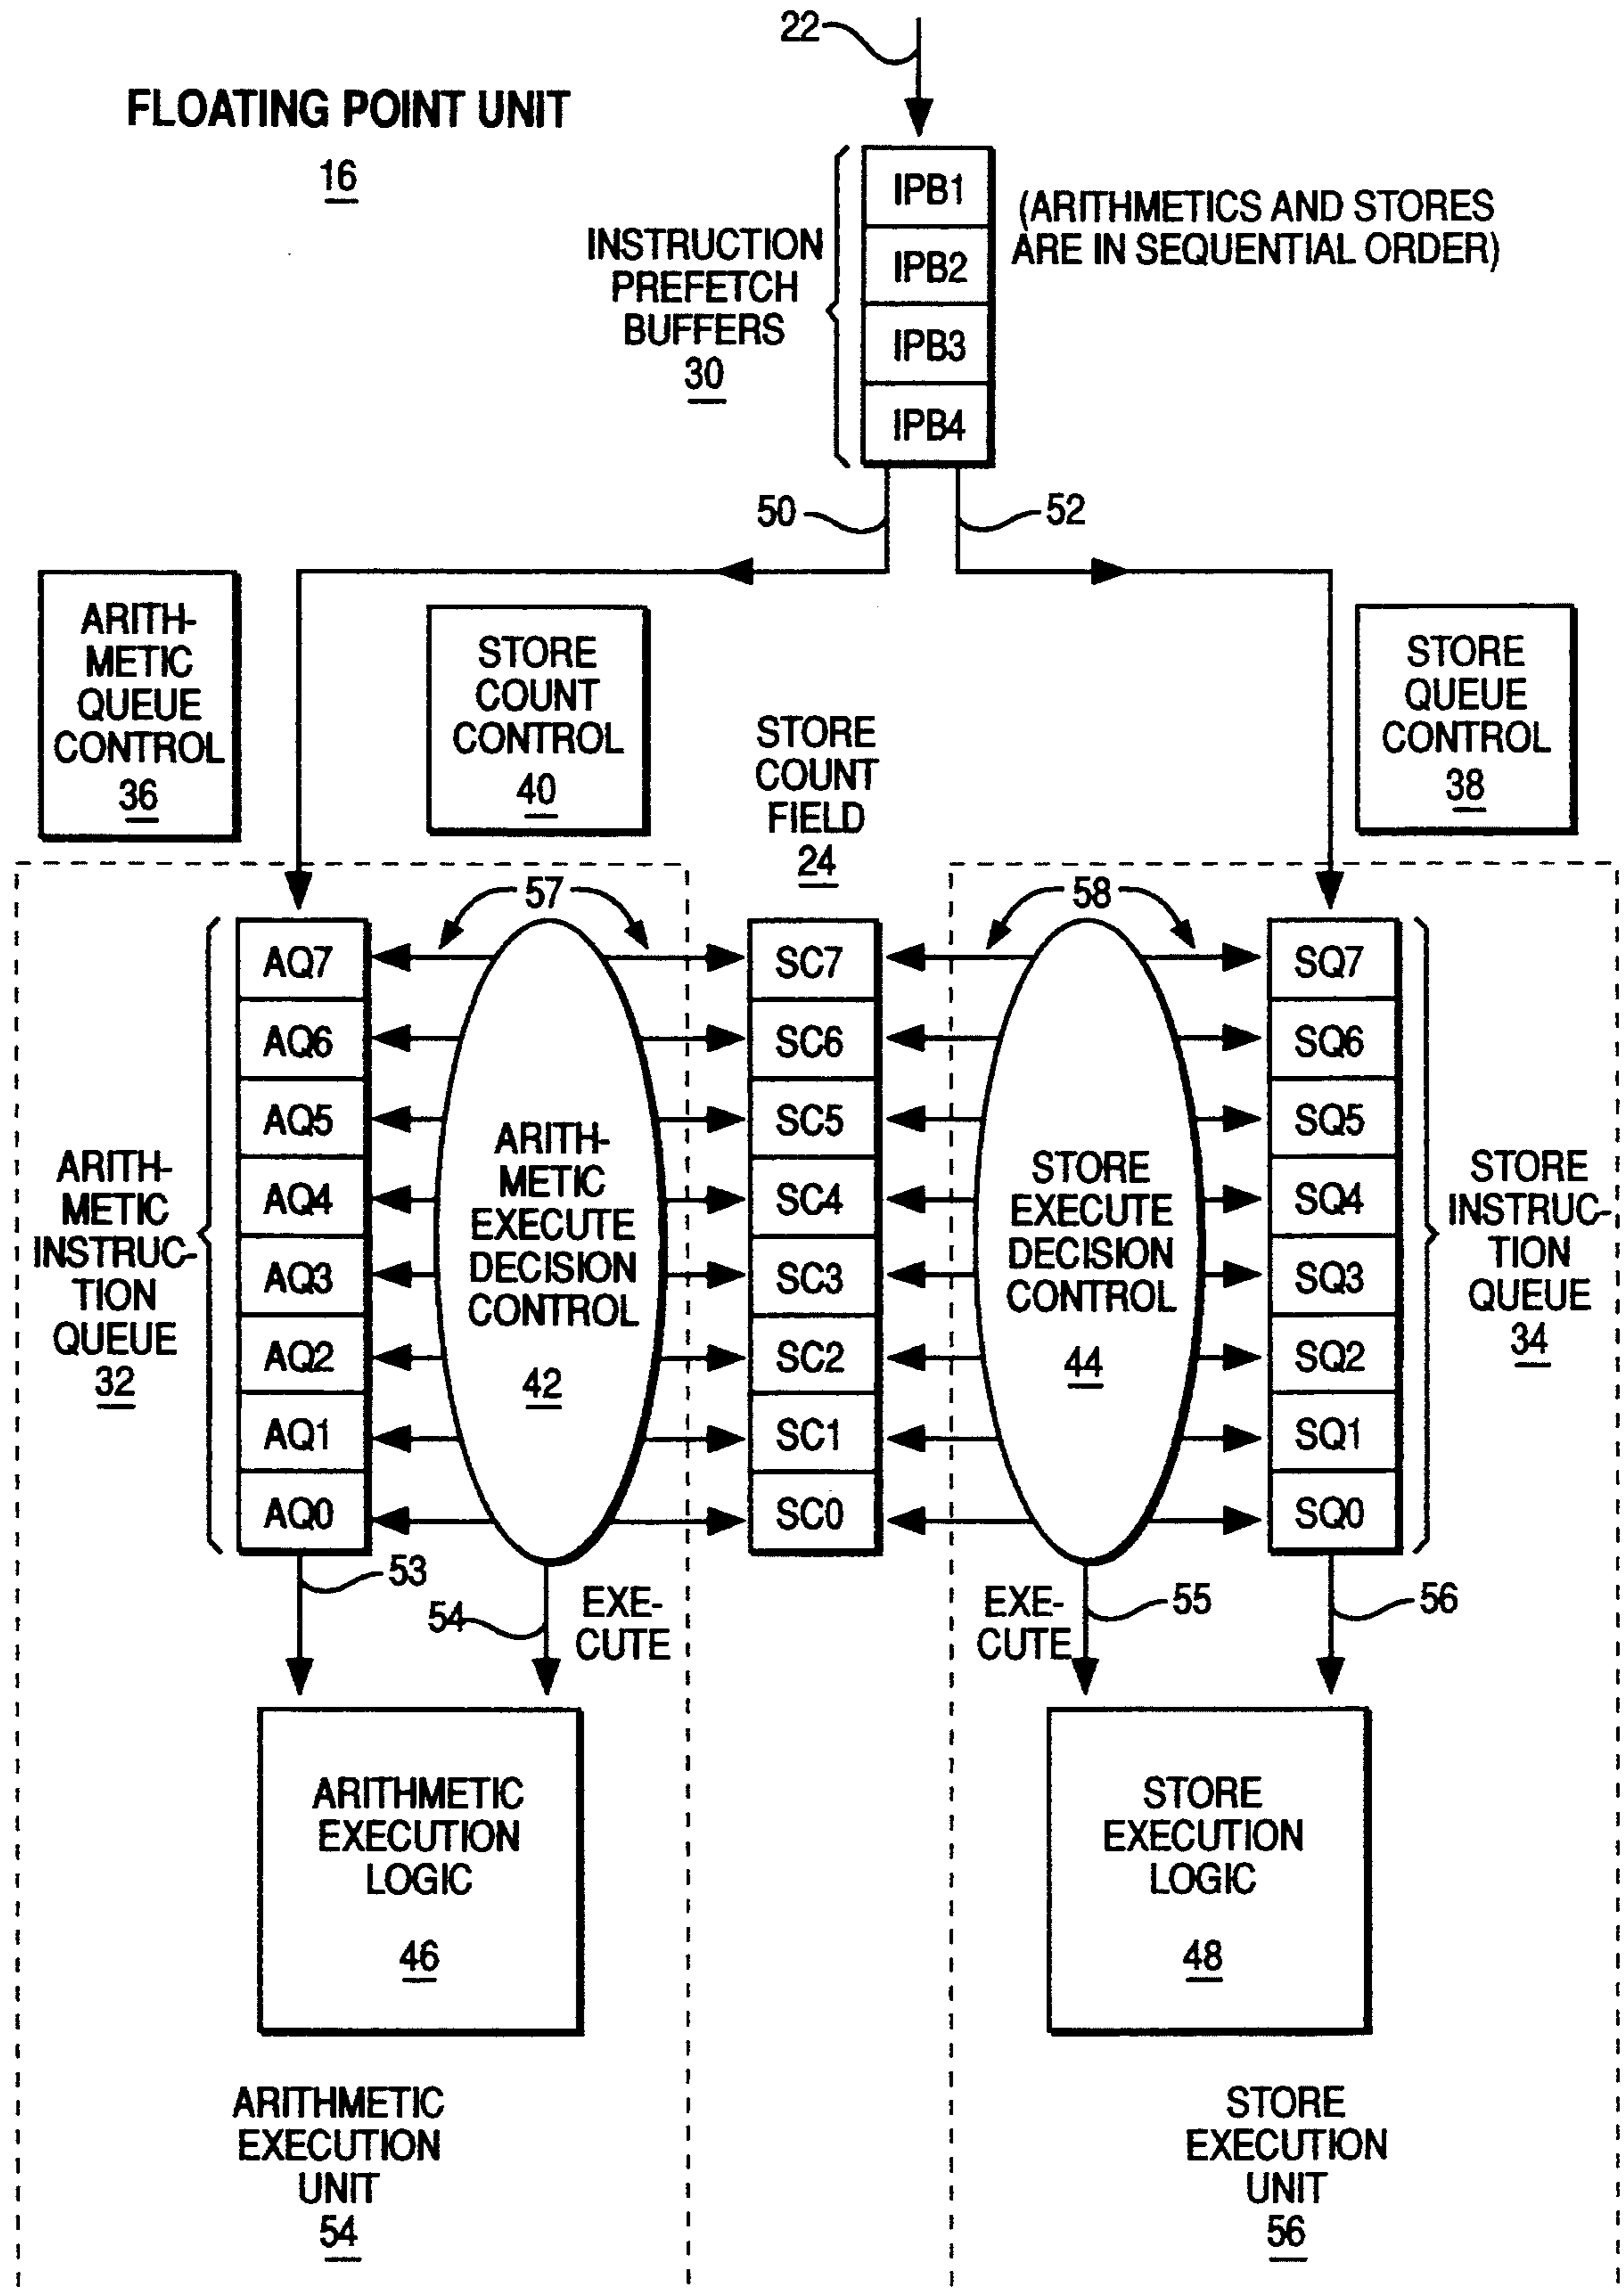 22
FLOATING POINT UNIT
16
IPB1
IPB2
IPB3
IPB4
INSTRUCTION
PREFETCH
BUFFERS
30
(ARITHMETICS AND STORES
ARE IN SEQUENTIAL ORDER)
50
52
ARITH-
METIC
QUEUE
CONTROL
36
STORE
COUNT
CONTROL
40
STORE
COUNT
FIELD
24
STORE
QUEUE
CONTROL
38
57
58
ARITH-
METIC
INSTRUC-
TION
QUEUE
32
AQ7
AQ6
AQ5
AQ4
AQ3
AQ2
AQ1
AQ0
ARITH-
METIC
EXECUTE
DECISION
CONTROL
42
SC7
SC6
SC5
SC4
SC3
SC2
SC1
SC0
STORE
EXECUTE
DECISION
CONTROL
44
SQ7
SQ6
SQ5
SQ4
SQ3
SQ2
SQ1
SQ0
STORE
INSTRUC-
TION
QUEUE
34
53
54
EXE-
CUTE
EXE-
CUTE
55
56
ARITHMETIC
EXECUTION
LOGIC
46
STORE
EXECUTION
LOGIC
48
ARITHMETIC
EXECUTION
UNIT
54
STORE
EXECUTION
UNIT
56